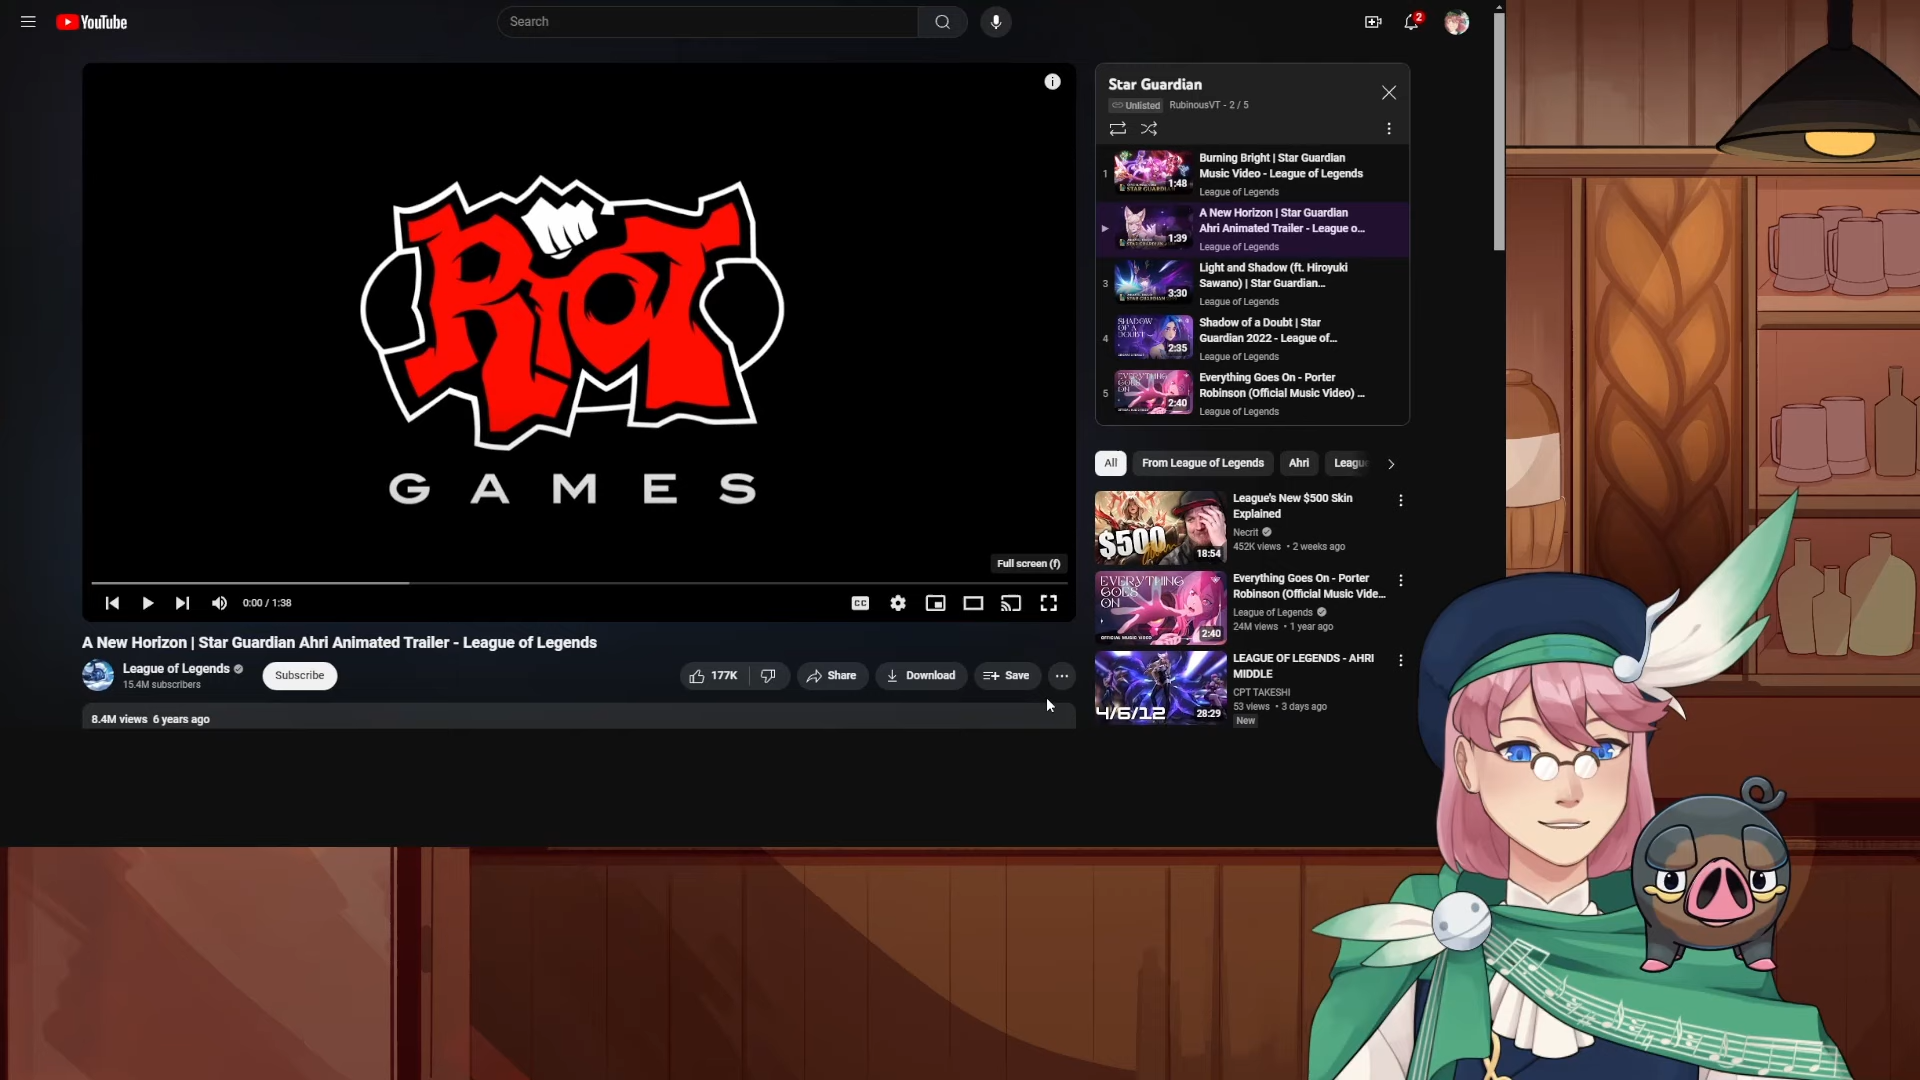 YouTube
Search
2
RIOT
GAMES
Full screen (f)
CC
0:00 / 1:38
A New Horizon | Star Guardian Ahri Animated Trailer - League of Legends
League of Legends
15.4M subscribers
Subscribe
177K
Share
Download
Save
8.4M views 6 years ago
Star Guardian
Unlisted RubinousVT - 2 / 5
1
1:48
Burning Bright | Star Guardian
Music Video - League of Legends
League of Legends
1:39
A New Horizon | Star Guardian
Ahri Animated Trailer - League o...
League of Legends
3
3:30
Light and Shadow (ft. Hiroyuki
Sawano) | Star Guardian...
League of Legends
4
SHADOW
OF A
DOUBT
2:35
Shadow of a Doubt | Star
Guardian 2022 - League of...
League of Legends
5
EVERYTHING
GOES
ON
2:40
Everything Goes On - Porter
Robinson (Official Music Video) ...
League of Legends
All
From League of Legends
Ahri
Leagu
$500
18:54
League's New $500 Skin
Explained
Necrit
452K views • 2 weeks ago
EVERYTHING
GOES
ON
OFFICIAL MUSIC VIDEO
2:40
Everything Goes On - Porter
Robinson (Official Music Vide...
League of Legends
24M views • 1 year ago
4/6/12
28:29
LEAGUE OF LEGENDS - AHRI
MIDDLE
CPT TAKESHI
53 views • 3 days ago
New